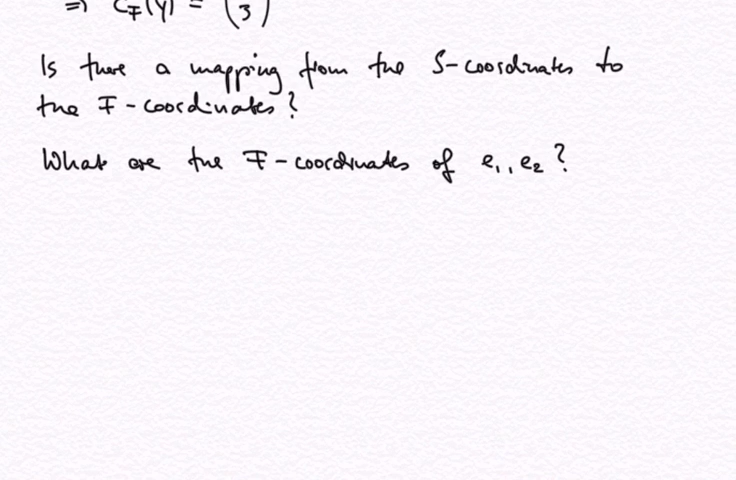 ⇒ C_F(y) = (3)
Is there a mapping from the S-coordinates to
the F-coordinates?
What are the F-coordinates of e₁, e₂?